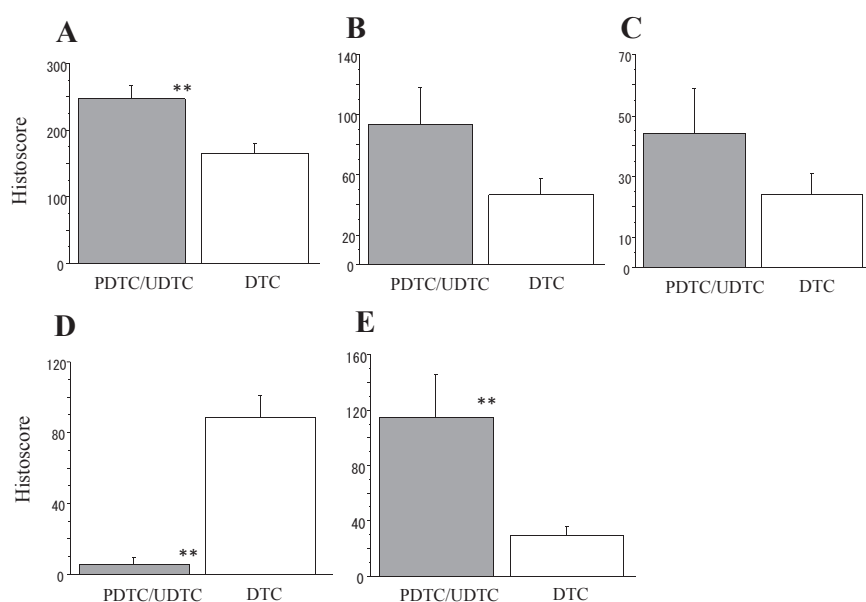 A
B
C
Histoscore
300
200
100
0
**
PDTC/UDTC
DTC
140
100
60
20
0
PDTC/UDTC
DTC
70
50
30
10
0
PDTC/UDTC
DTC
D
E
Histoscore
120
80
40
0
**
PDTC/UDTC
DTC
160
120
80
40
0
**
PDTC/UDTC
DTC